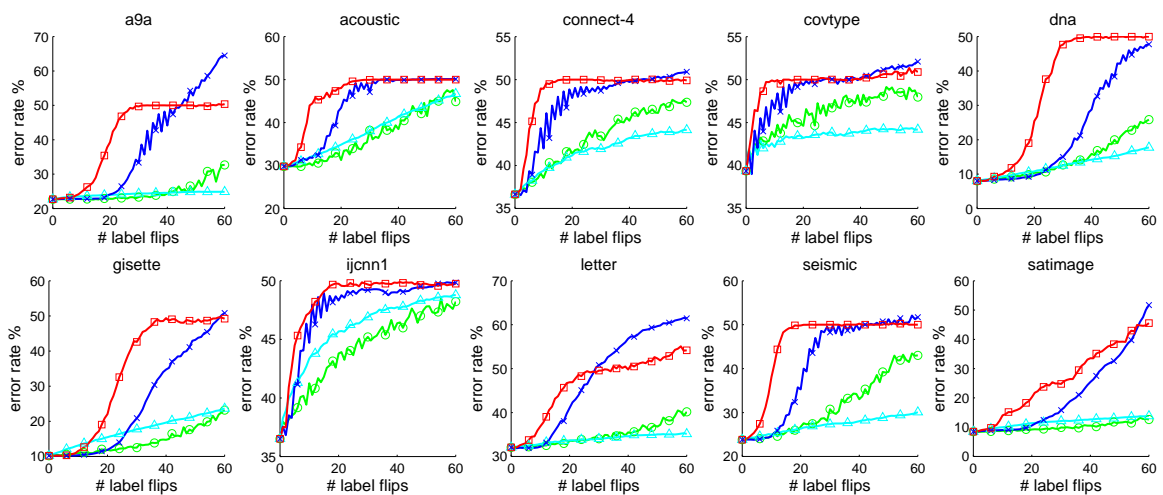 a9a
70
60
50
40
30
20
0 20 40 60
error rate %
# label flips
acoustic
60
50
40
30
20
0 20 40 60
error rate %
# label flips
connect-4
55
50
45
40
35
0 20 40 60
error rate %
# label flips
covtype
55
50
45
40
35
0 20 40 60
error rate %
# label flips
dna
50
40
30
20
10
0
0 20 40 60
error rate %
# label flips
gisette
60
50
40
30
20
10
0 20 40 60
error rate %
# label flips
ijcnn1
50
45
40
35
0 20 40 60
error rate %
# label flips
letter
70
60
50
40
30
0 20 40 60
error rate %
# label flips
seismic
60
50
40
30
20
0 20 40 60
error rate %
# label flips
satimage
60
50
40
30
20
10
0
0 20 40 60
error rate %
# label flips